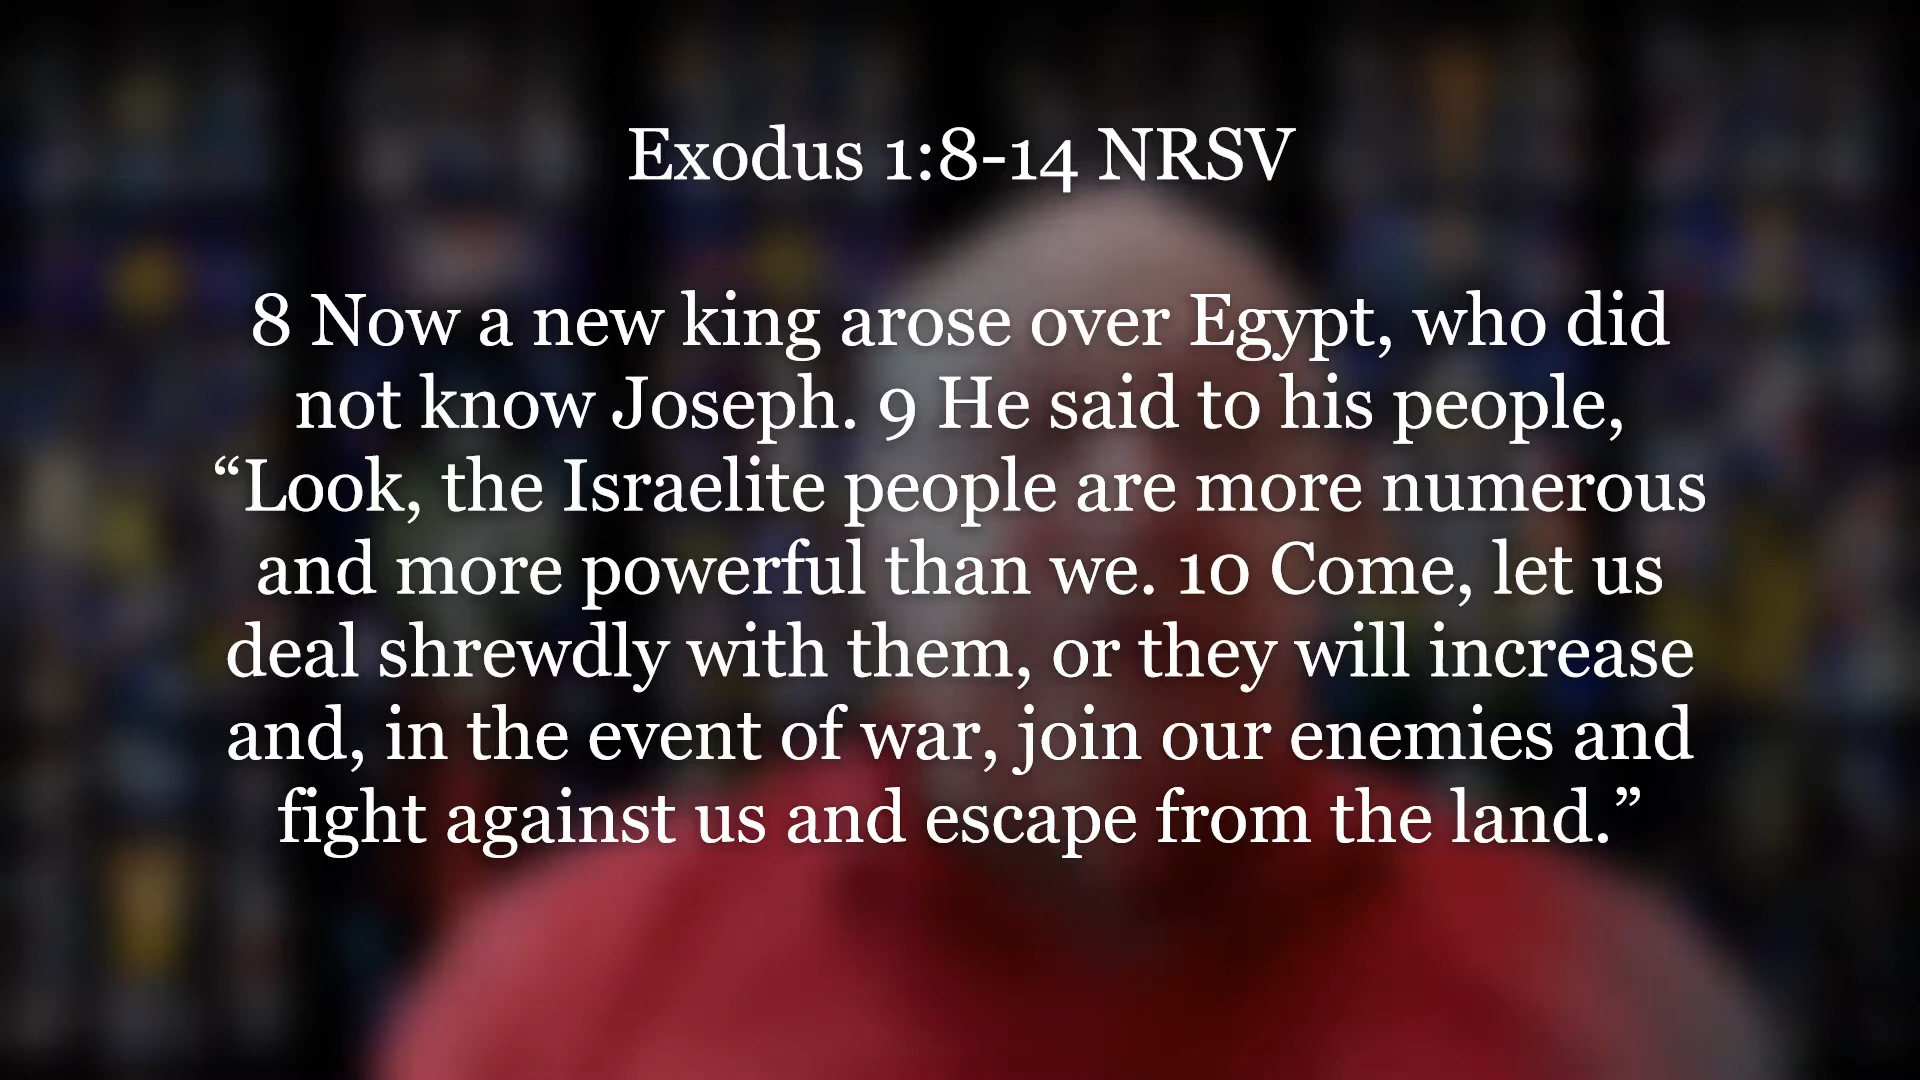 Exodus 1:8-14 NRSV
8 Now a new king arose over Egypt, who did
not know Joseph. 9 He said to his people,
“Look, the Israelite people are more numerous
and more powerful than we. 10 Come, let us
deal shrewdly with them, or they will increase
and, in the event of war, join our enemies and
fight against us and escape from the land.”